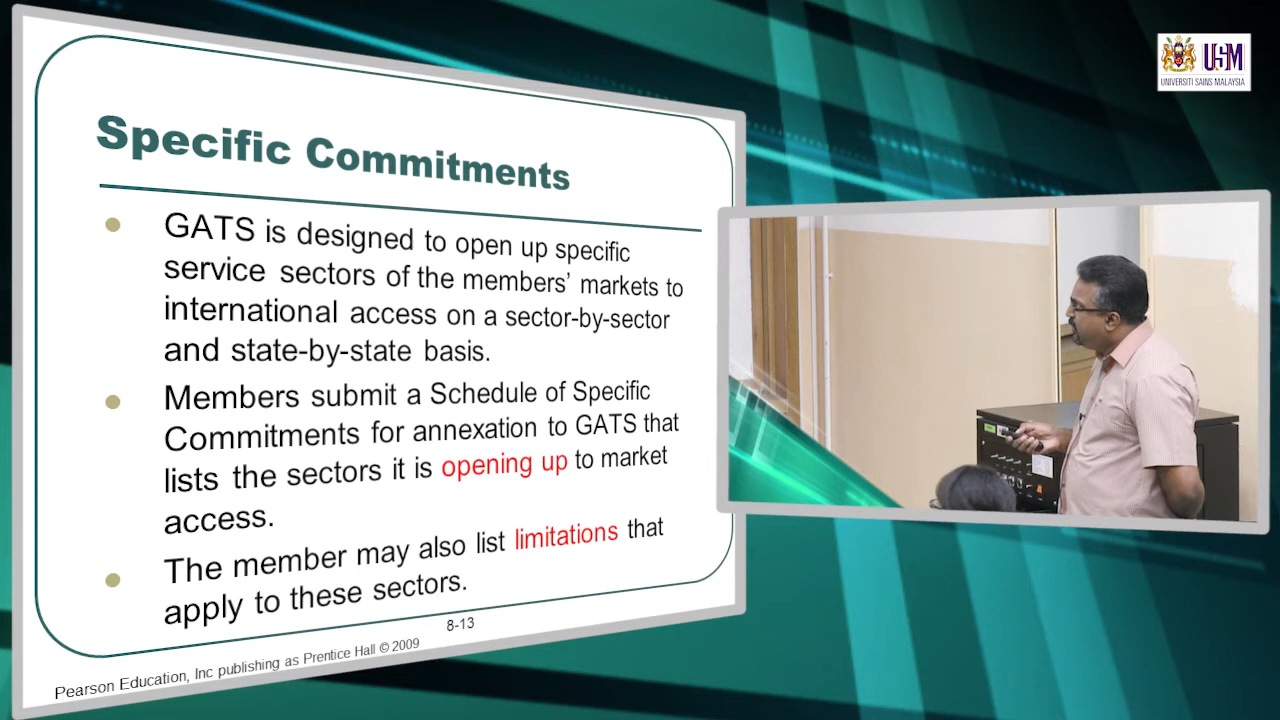 Specific Commitments
GATS is designed to open up specific
service sectors of the members’ markets to
international access on a sector-by-sector
and state-by-state basis.
Members submit a Schedule of Specific
Commitments for annexation to GATS that
lists the sectors it is opening up to market
access.
The member may also list limitations that
apply to these sectors.
8-13
Pearson Education, Inc publishing as Prentice Hall © 2009
USM
UNIVERSITI SAINS MALAYSIA